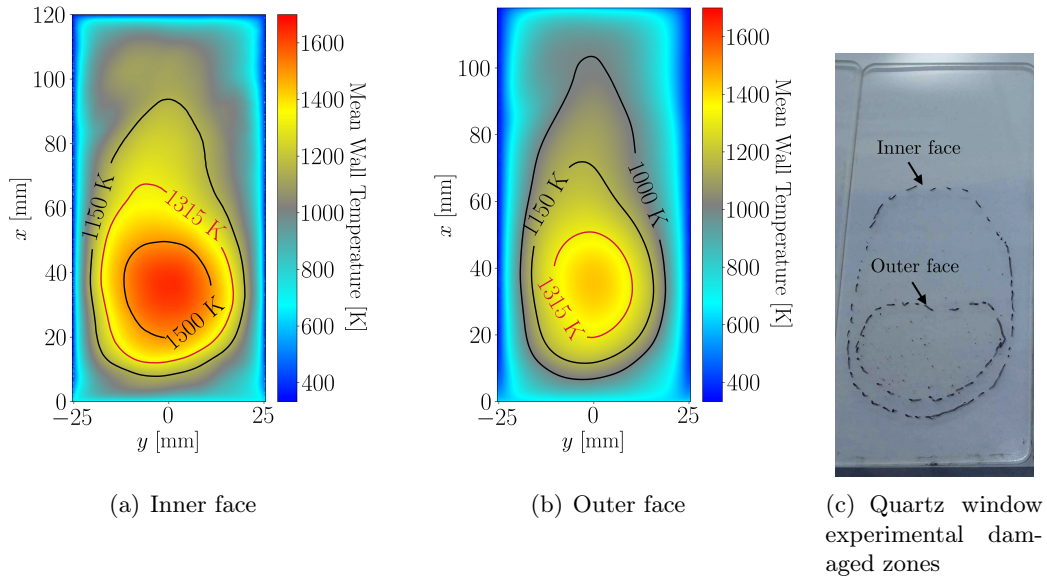 120
100
80
60
40
20
0
x [mm]
−25
0
25
y [mm]
1150 K
1315 K
1500 K
1600
1400
1200
1000
800
600
400
Mean Wall Temperature [K]
(a) Inner face
100
80
60
40
20
0
x [mm]
−25
0
25
y [mm]
1150 K
1000 K
1315 K
1600
1400
1200
1000
800
600
400
Mean Wall Temperature [K]
(b) Outer face
Inner face
Outer face
(c) Quartz window
experimental dam-
aged zones